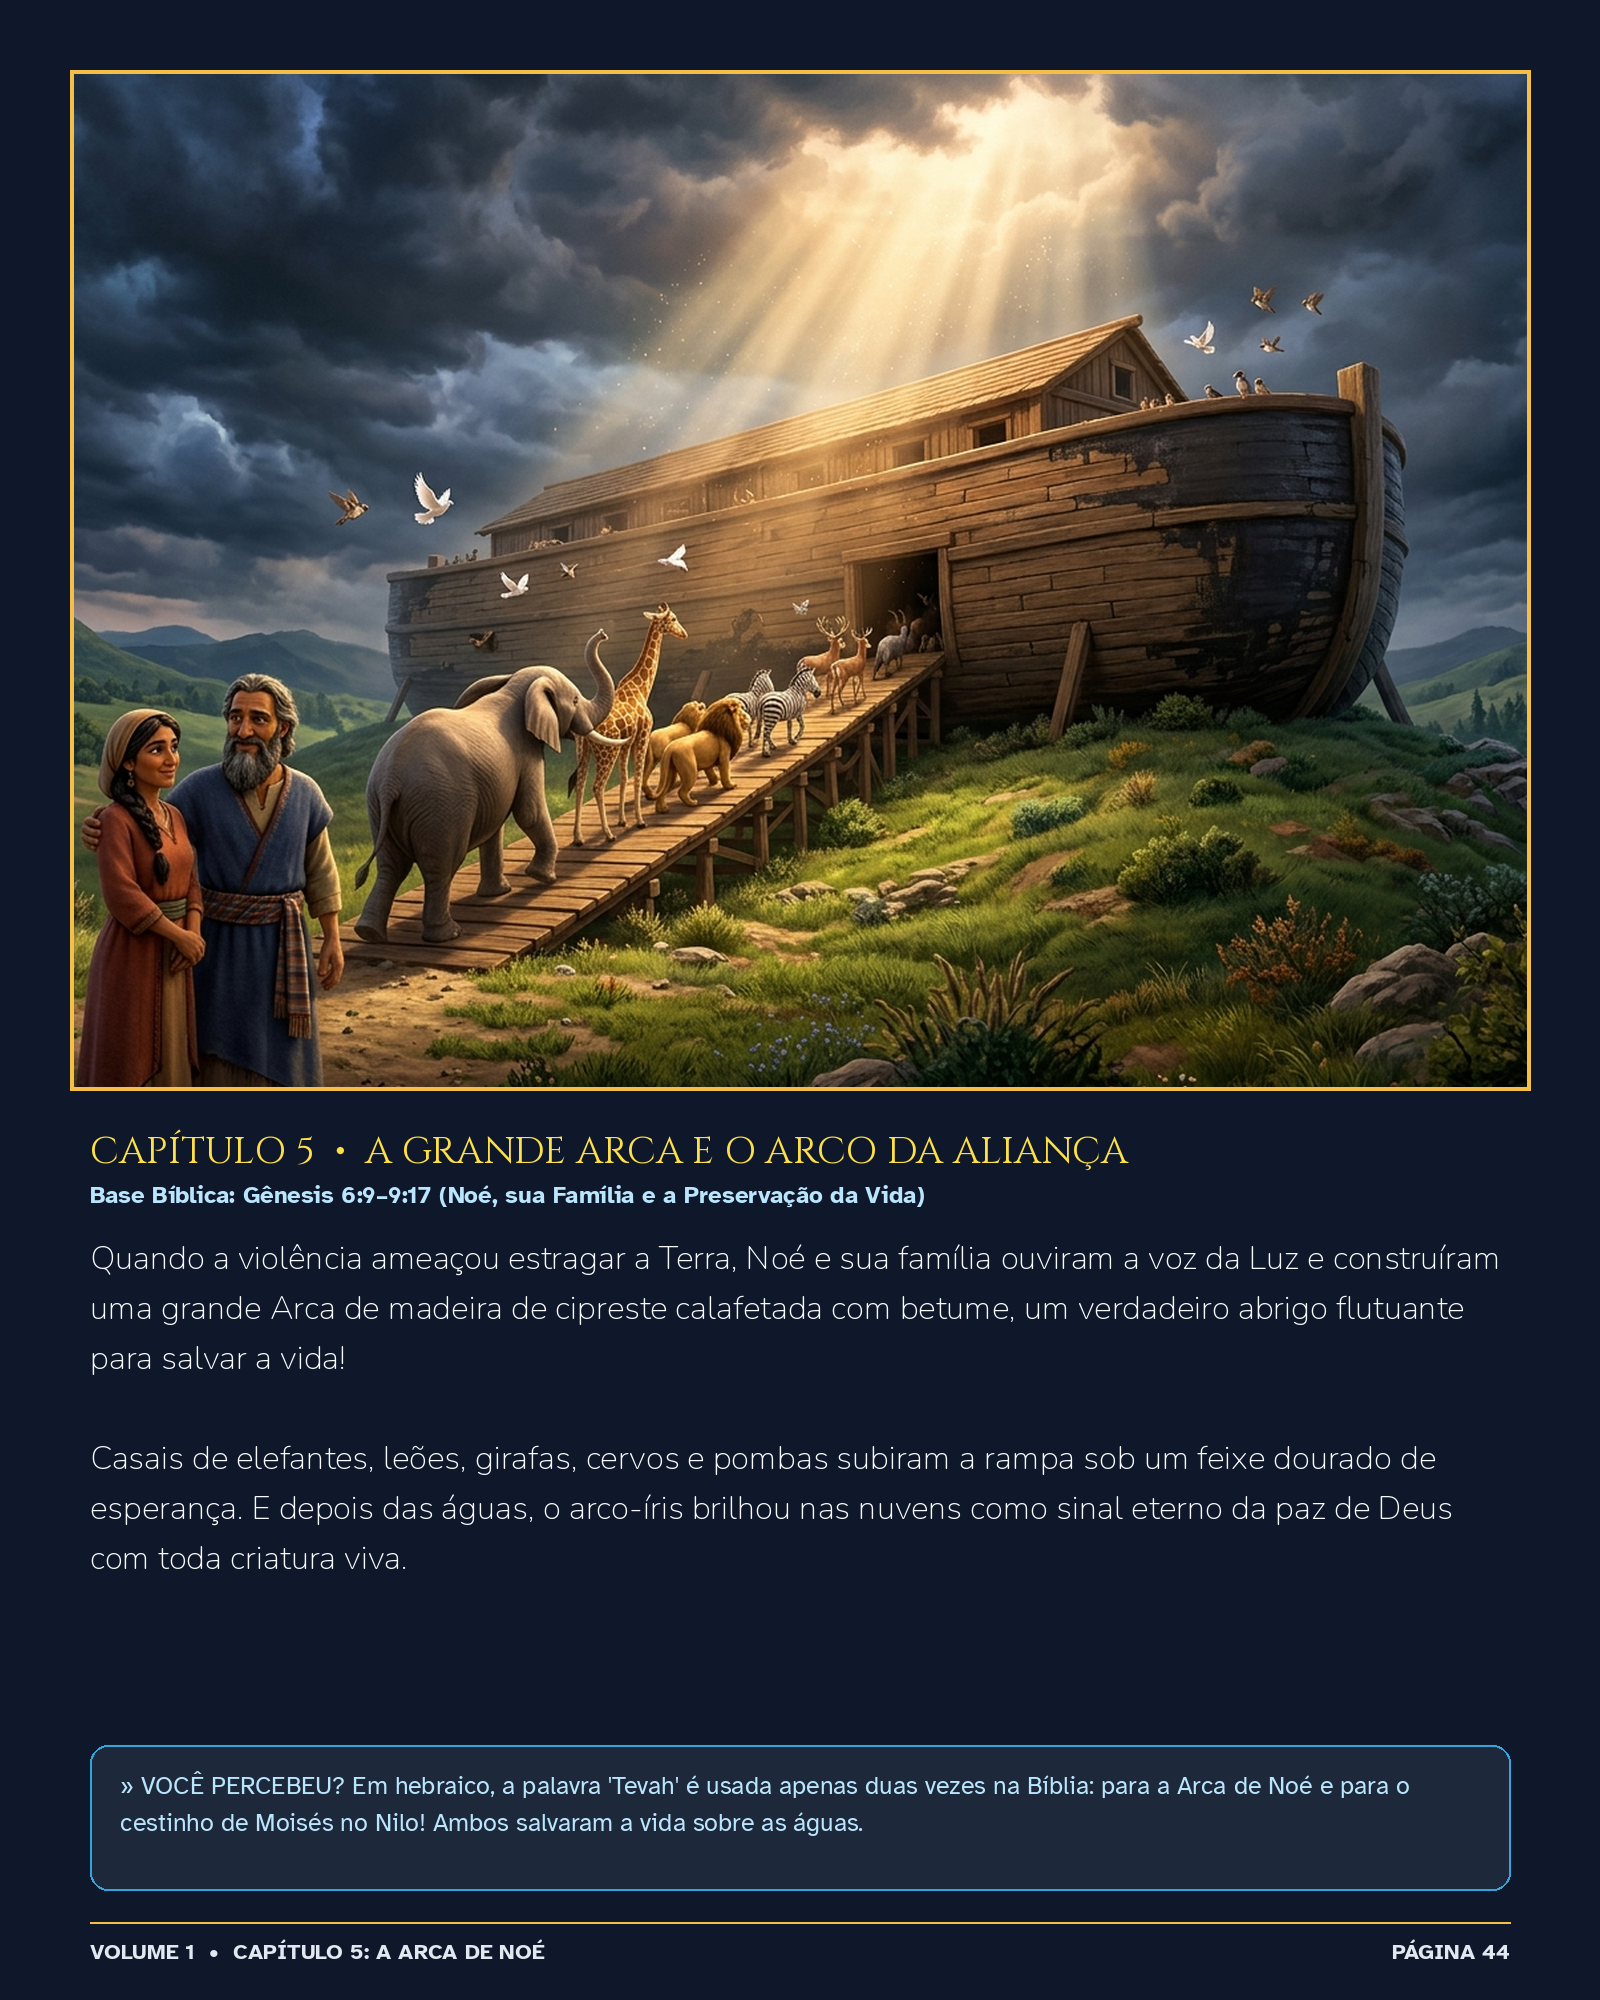 CAPÍTULO 5 • A GRANDE ARCA E O ARCO DA ALIANÇA
Base Bíblica: Gênesis 6:9–9:17 (Noé, sua Família e a Preservação da Vida)
Quando a violência ameaçou estragar a Terra, Noé e sua família ouviram a voz da Luz e construíram
uma grande Arca de madeira de cipreste calafetada com betume, um verdadeiro abrigo flutuante
para salvar a vida!
Casais de elefantes, leões, girafas, cervos e pombas subiram a rampa sob um feixe dourado de
esperança. E depois das águas, o arco-íris brilhou nas nuvens como sinal eterno da paz de Deus
com toda criatura viva.
» VOCÊ PERCEBEU? Em hebraico, a palavra 'Tevah' é usada apenas duas vezes na Bíblia: para a Arca de Noé e para o
cestinho de Moisés no Nilo! Ambos salvaram a vida sobre as águas.
VOLUME 1 • CAPÍTULO 5: A ARCA DE NOÉ
PÁGINA 44